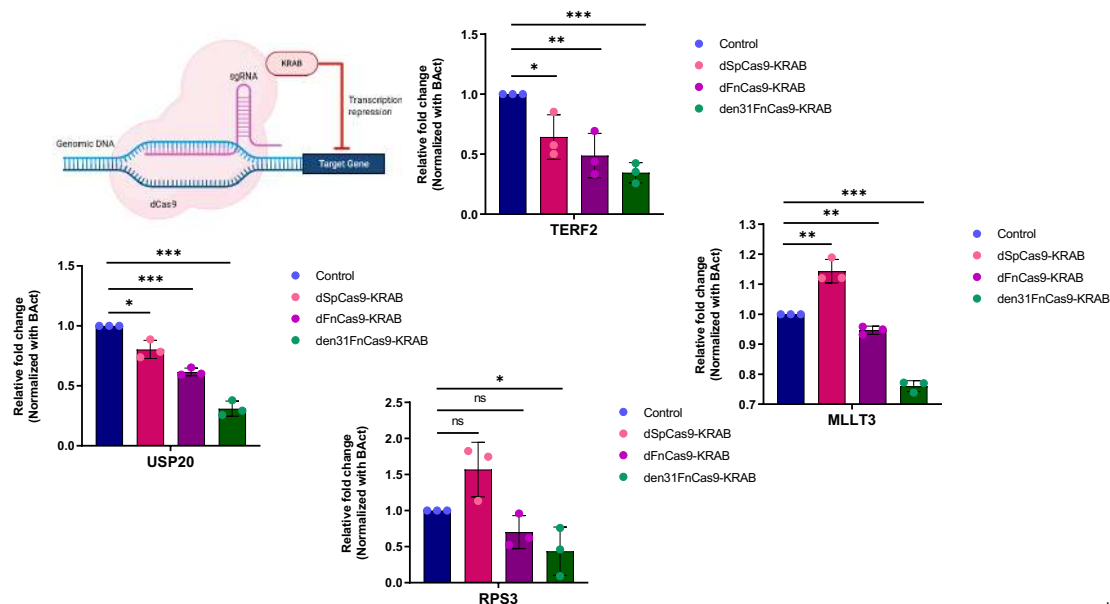 KRAB
sgRNA
Transcription
repression
Genomic DNA
Target Gene
dCas9
Relative fold change
(Normalized with BAct)
1.5
1.0
0.5
0.0
***
**
*
TERF2
Control
dSpCas9-KRAB
dFnCas9-KRAB
den31FnCas9-KRAB
Relative fold change
(Normalized with BAct)
1.5
1.0
0.5
0.0
***
***
*
USP20
Control
dSpCas9-KRAB
dFnCas9-KRAB
den31FnCas9-KRAB
Relative fold change
(Normalized with BAct)
1.3
1.2
1.1
1.0
0.9
0.8
0.7
***
**
**
MLLT3
Control
dSpCas9-KRAB
dFnCas9-KRAB
den31FnCas9-KRAB
Relative fold change
(Normalized with BAct)
2.5
2.0
1.5
1.0
0.5
0.0
*
ns
ns
RPS3
Control
dSpCas9-KRAB
dFnCas9-KRAB
den31FnCas9-KRAB